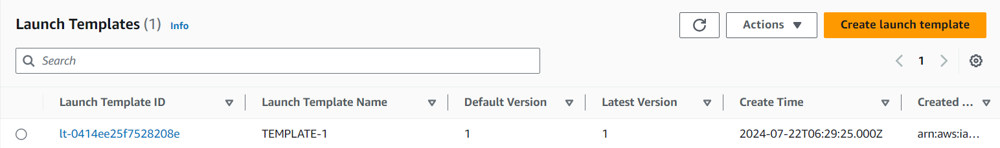 Launch Templates (1) Info Actions Create launch template
Search 1
Launch Template ID Launch Template Name Default Version Latest Version Create Time Created ...
lt-0414ee25f7528208e TEMPLATE-1 1 1 2024-07-22T06:29:25.000Z arn:aws:ia...